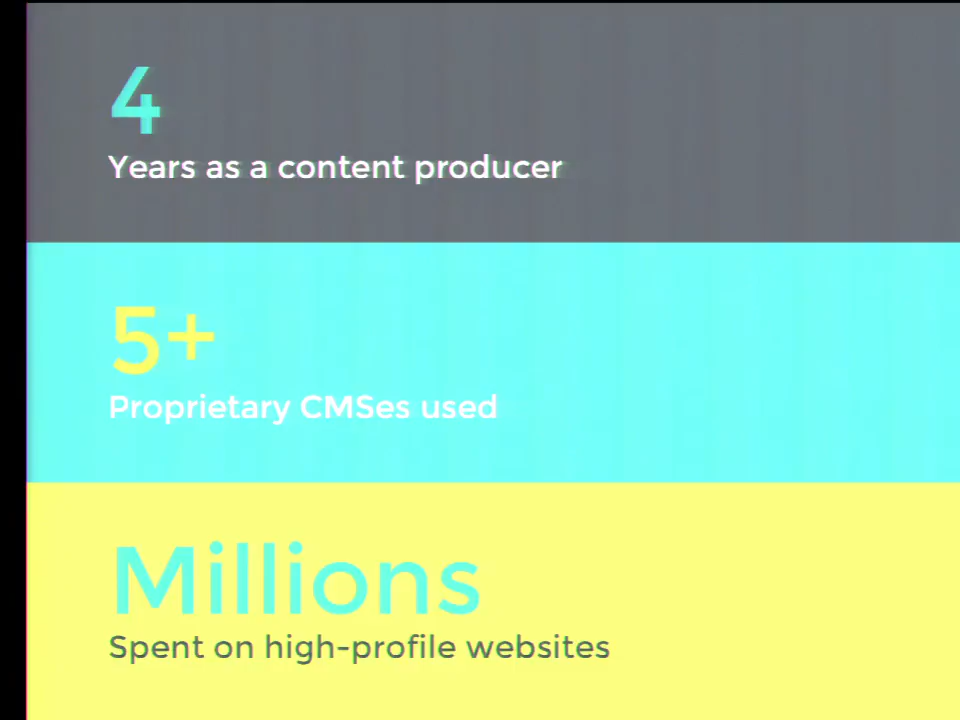 4
Years as a content producer
5+
Proprietary CMSes used
Millions
Spent on high-profile websites